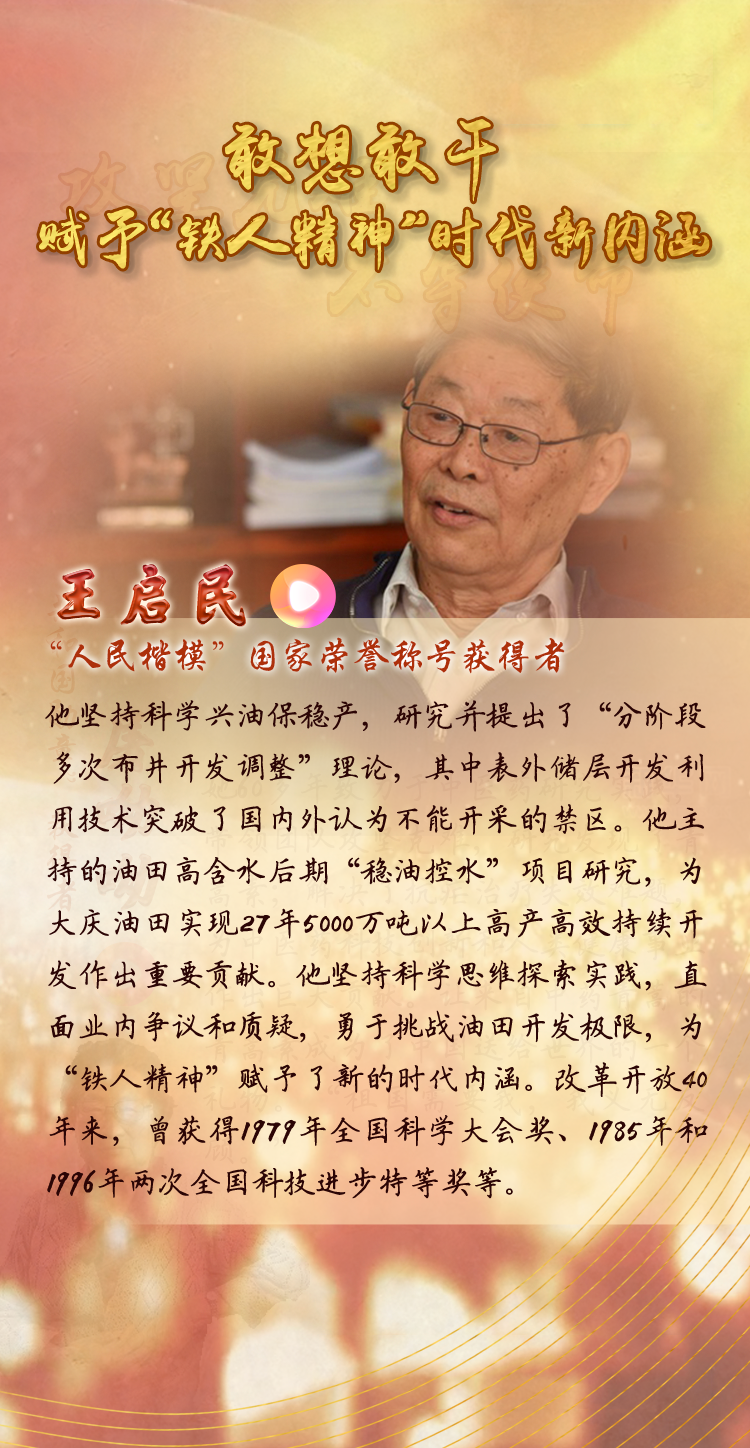 敢想敢干
赋予“铁人精神”时代新内涵
王启民
“人民楷模”国家荣誉称号获得者
他坚持科学兴油保稳产，研究并提出了“分阶段
多次布井开发调整”理论，其中表外储层开发利
用技术突破了国内外认为不能开采的禁区。他主
持的油田高含水后期“稳油控水”项目研究，为
大庆油田实现27年5000万吨以上高产高效持续开
发作出重要贡献。他坚持科学思维探索实践，直
面业内争议和质疑，勇于挑战油田开发极限，为
“铁人精神”赋予了新的时代内涵。改革开放40
年来，曾获得1979年全国科学大会奖、1985年和
1996年两次全国科技进步特等奖等。